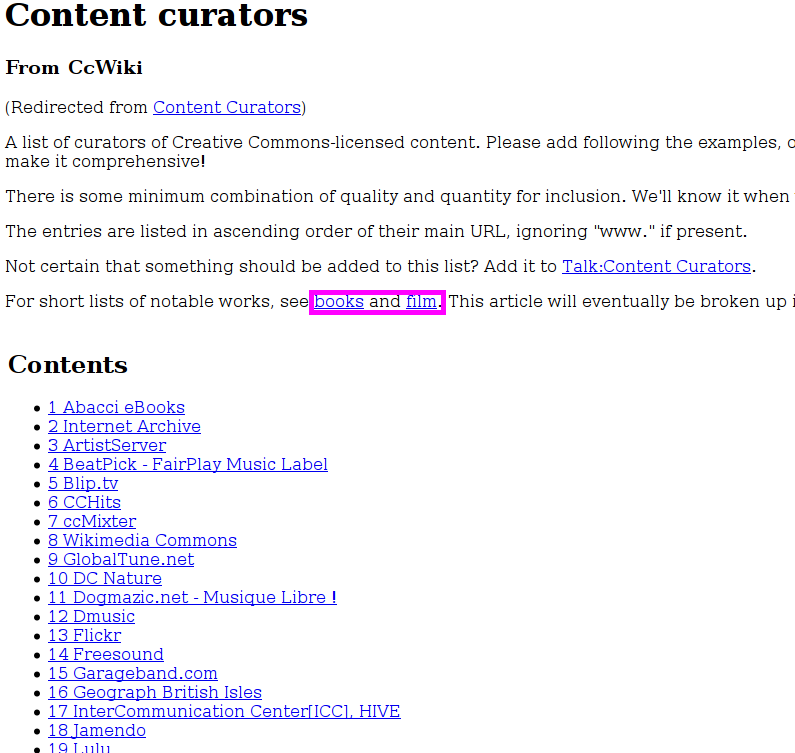 Content curators
From CcWiki
(Redirected from Content Curators)
A list of curators of Creative Commons-licensed content. Please add following the examples,
make it comprehensive!
There is some minimum combination of quality and quantity for inclusion. We'll know it when
The entries are listed in ascending order of their main URL, ignoring "www." if present.
Not certain that something should be added to this list? Add it to Talk:Content Curators.
For short lists of notable works, see books and film. This article will eventually be broken up
Contents
1 Abacci eBooks
2 Internet Archive
3 ArtistServer
4 BeatPick - FairPlay Music Label
5 Blip.tv
6 CCHits
7 ccMixter
8 Wikimedia Commons
9 GlobalTune.net
10 DC Nature
11 Dogmazic.net - Musique Libre !
12 Dmusic
13 Flickr
14 Freesound
15 Garageband.com
16 Geograph British Isles
17 InterCommunication Center[ICC], HIVE
18 Jamendo
19 Lulu